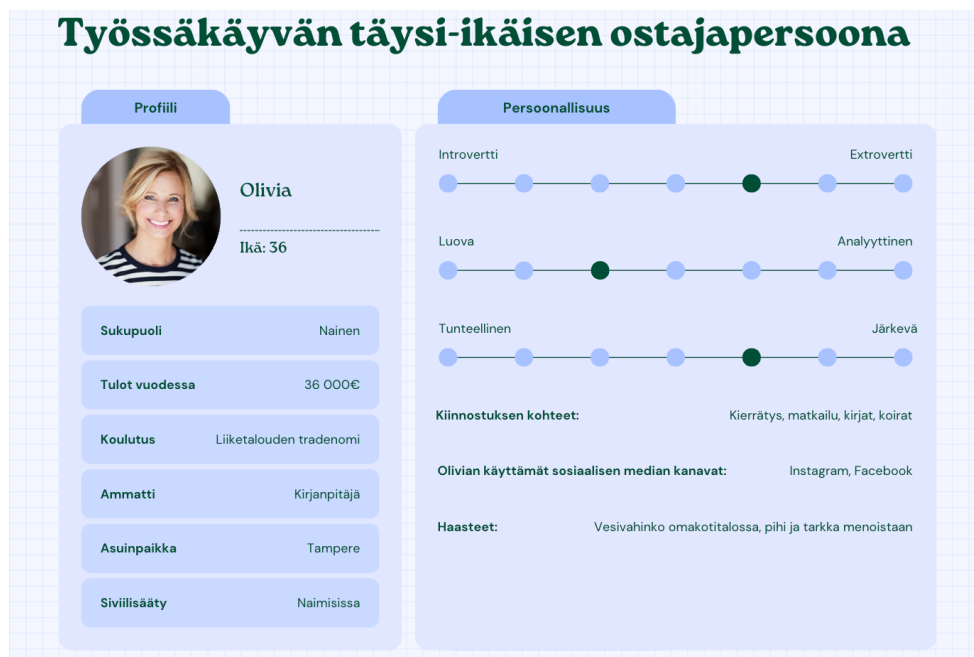 Työssäkäyvän täysi-ikäisen ostajapersoona
Profiili
Olivia
Ikä: 36
Sukupuoli Nainen
Tulot vuodessa 36 000€
Koulutus Liiketalouden tradenomi
Ammatti Kirjanpitäjä
Asuinpaikka Tampere
Siviilisääty Naimisissa
Persoonallisuus
Introvertti Extrovertti
Luova Analyyttinen
Tunteellinen Järkevä
Kiinnostuksen kohteet: Kierrätys, matkailu, kirjat, koirat
Olivian käyttämät sosiaalisen median kanavat: Instagram, Facebook
Haasteet: Vesivahinko omakotitalossa, pihi ja tarkka menoistaan